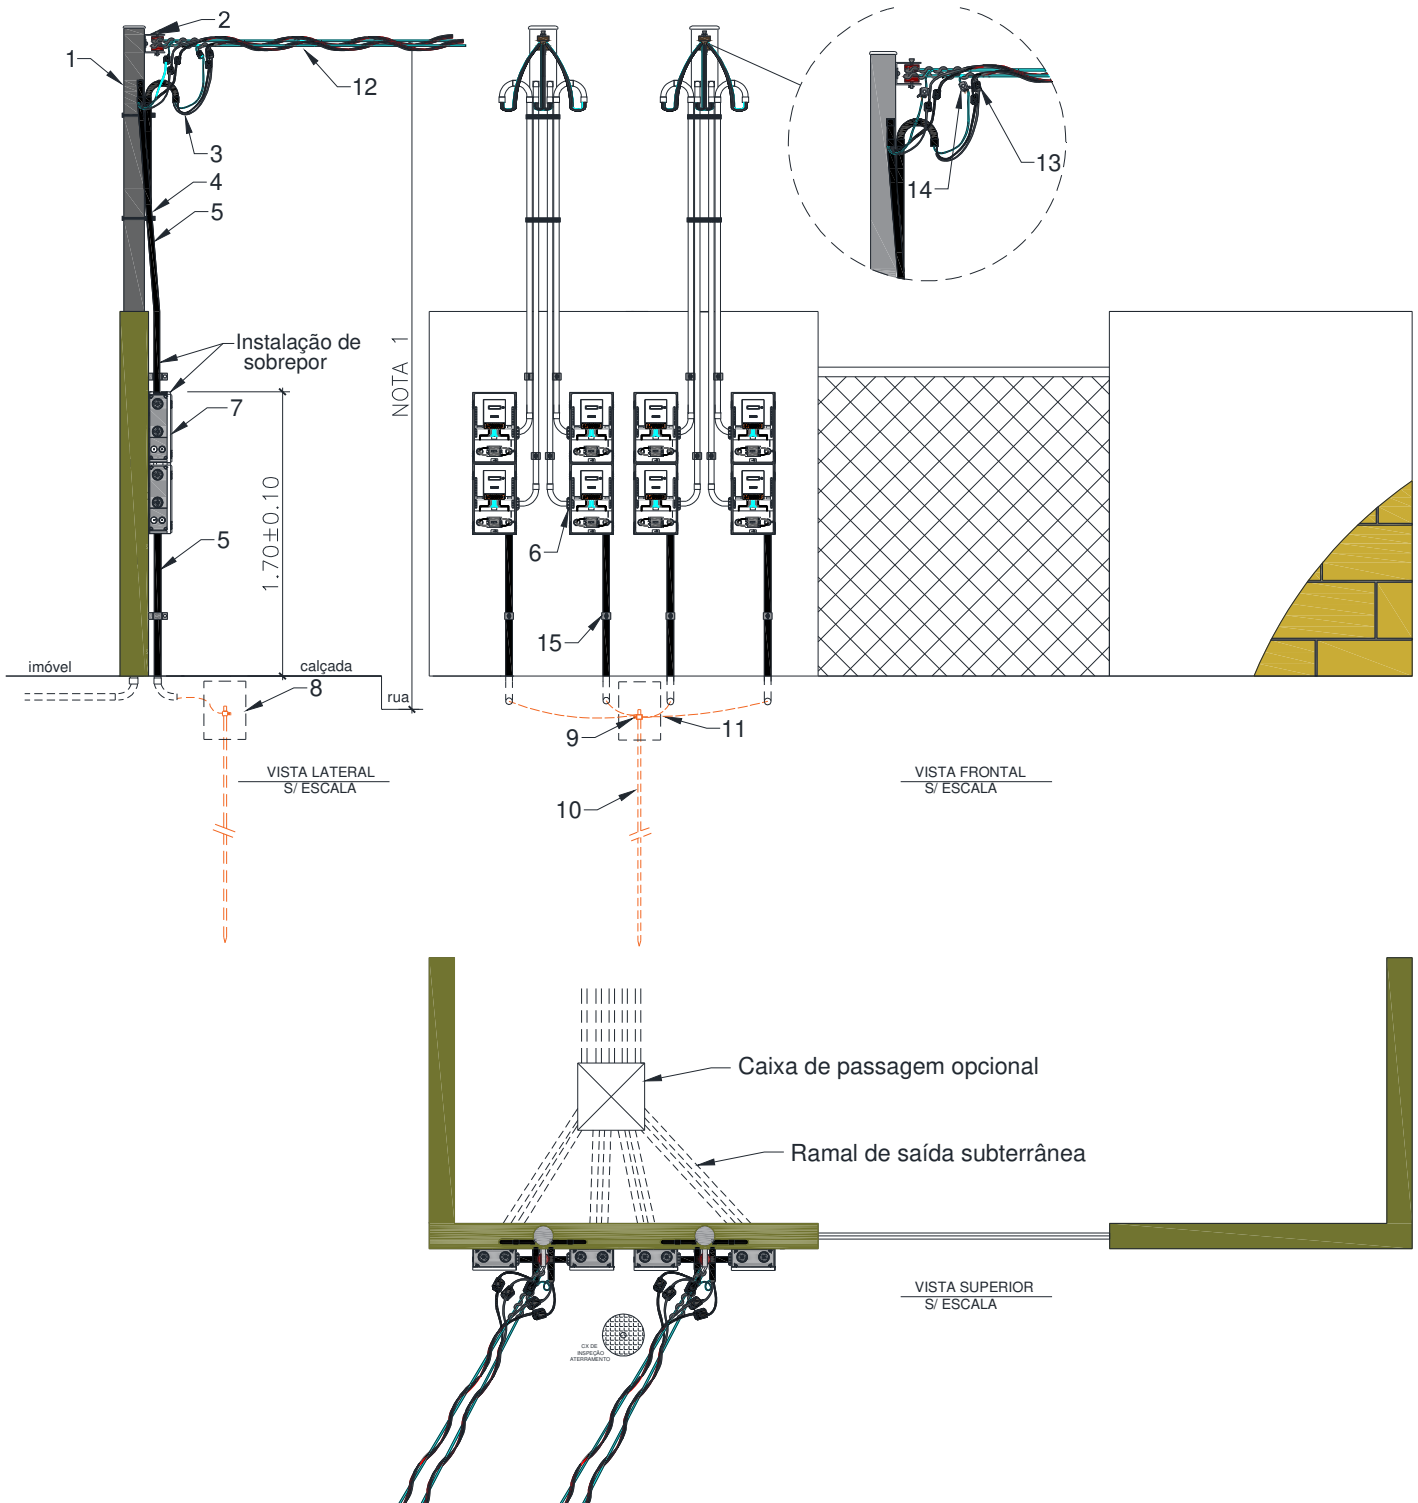 2
1
12
3
4
5
Instalação de
sobrepor
7
NOTA 1
1.70±0.10
5
imóvel
calçada
rua
8
VISTA LATERAL
S/ ESCALA
13
14
6
15
9
11
10
VISTA FRONTAL
S/ ESCALA
Caixa de passagem opcional
Ramal de saída subterrânea
VISTA SUPERIOR
S/ ESCALA
CX DE
INSPEÇÃO
ATERRAMENTO